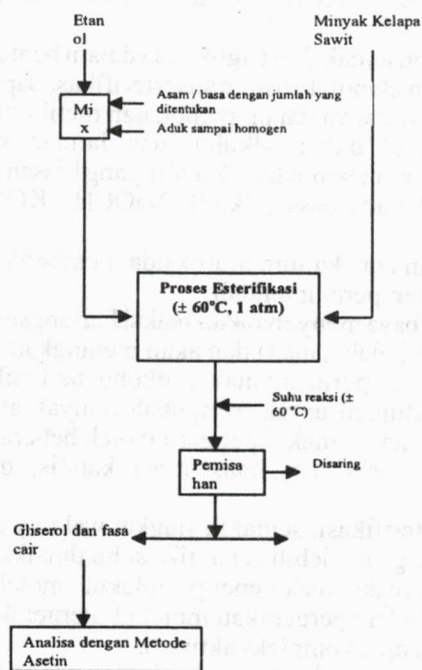 Etan
ol
Minyak Kelapa
Sawit
Mi
x
Asam / basa dengan jumlah yang
ditentukan
Aduk sampai homogen
Proses Esterifikasi
(± 60°C, 1 atm)
Suhu reaksi (±
60 °C)
Pemisa
han
Disaring
Gliserol dan fasa
cair
Analisa dengan Metode
Asetin